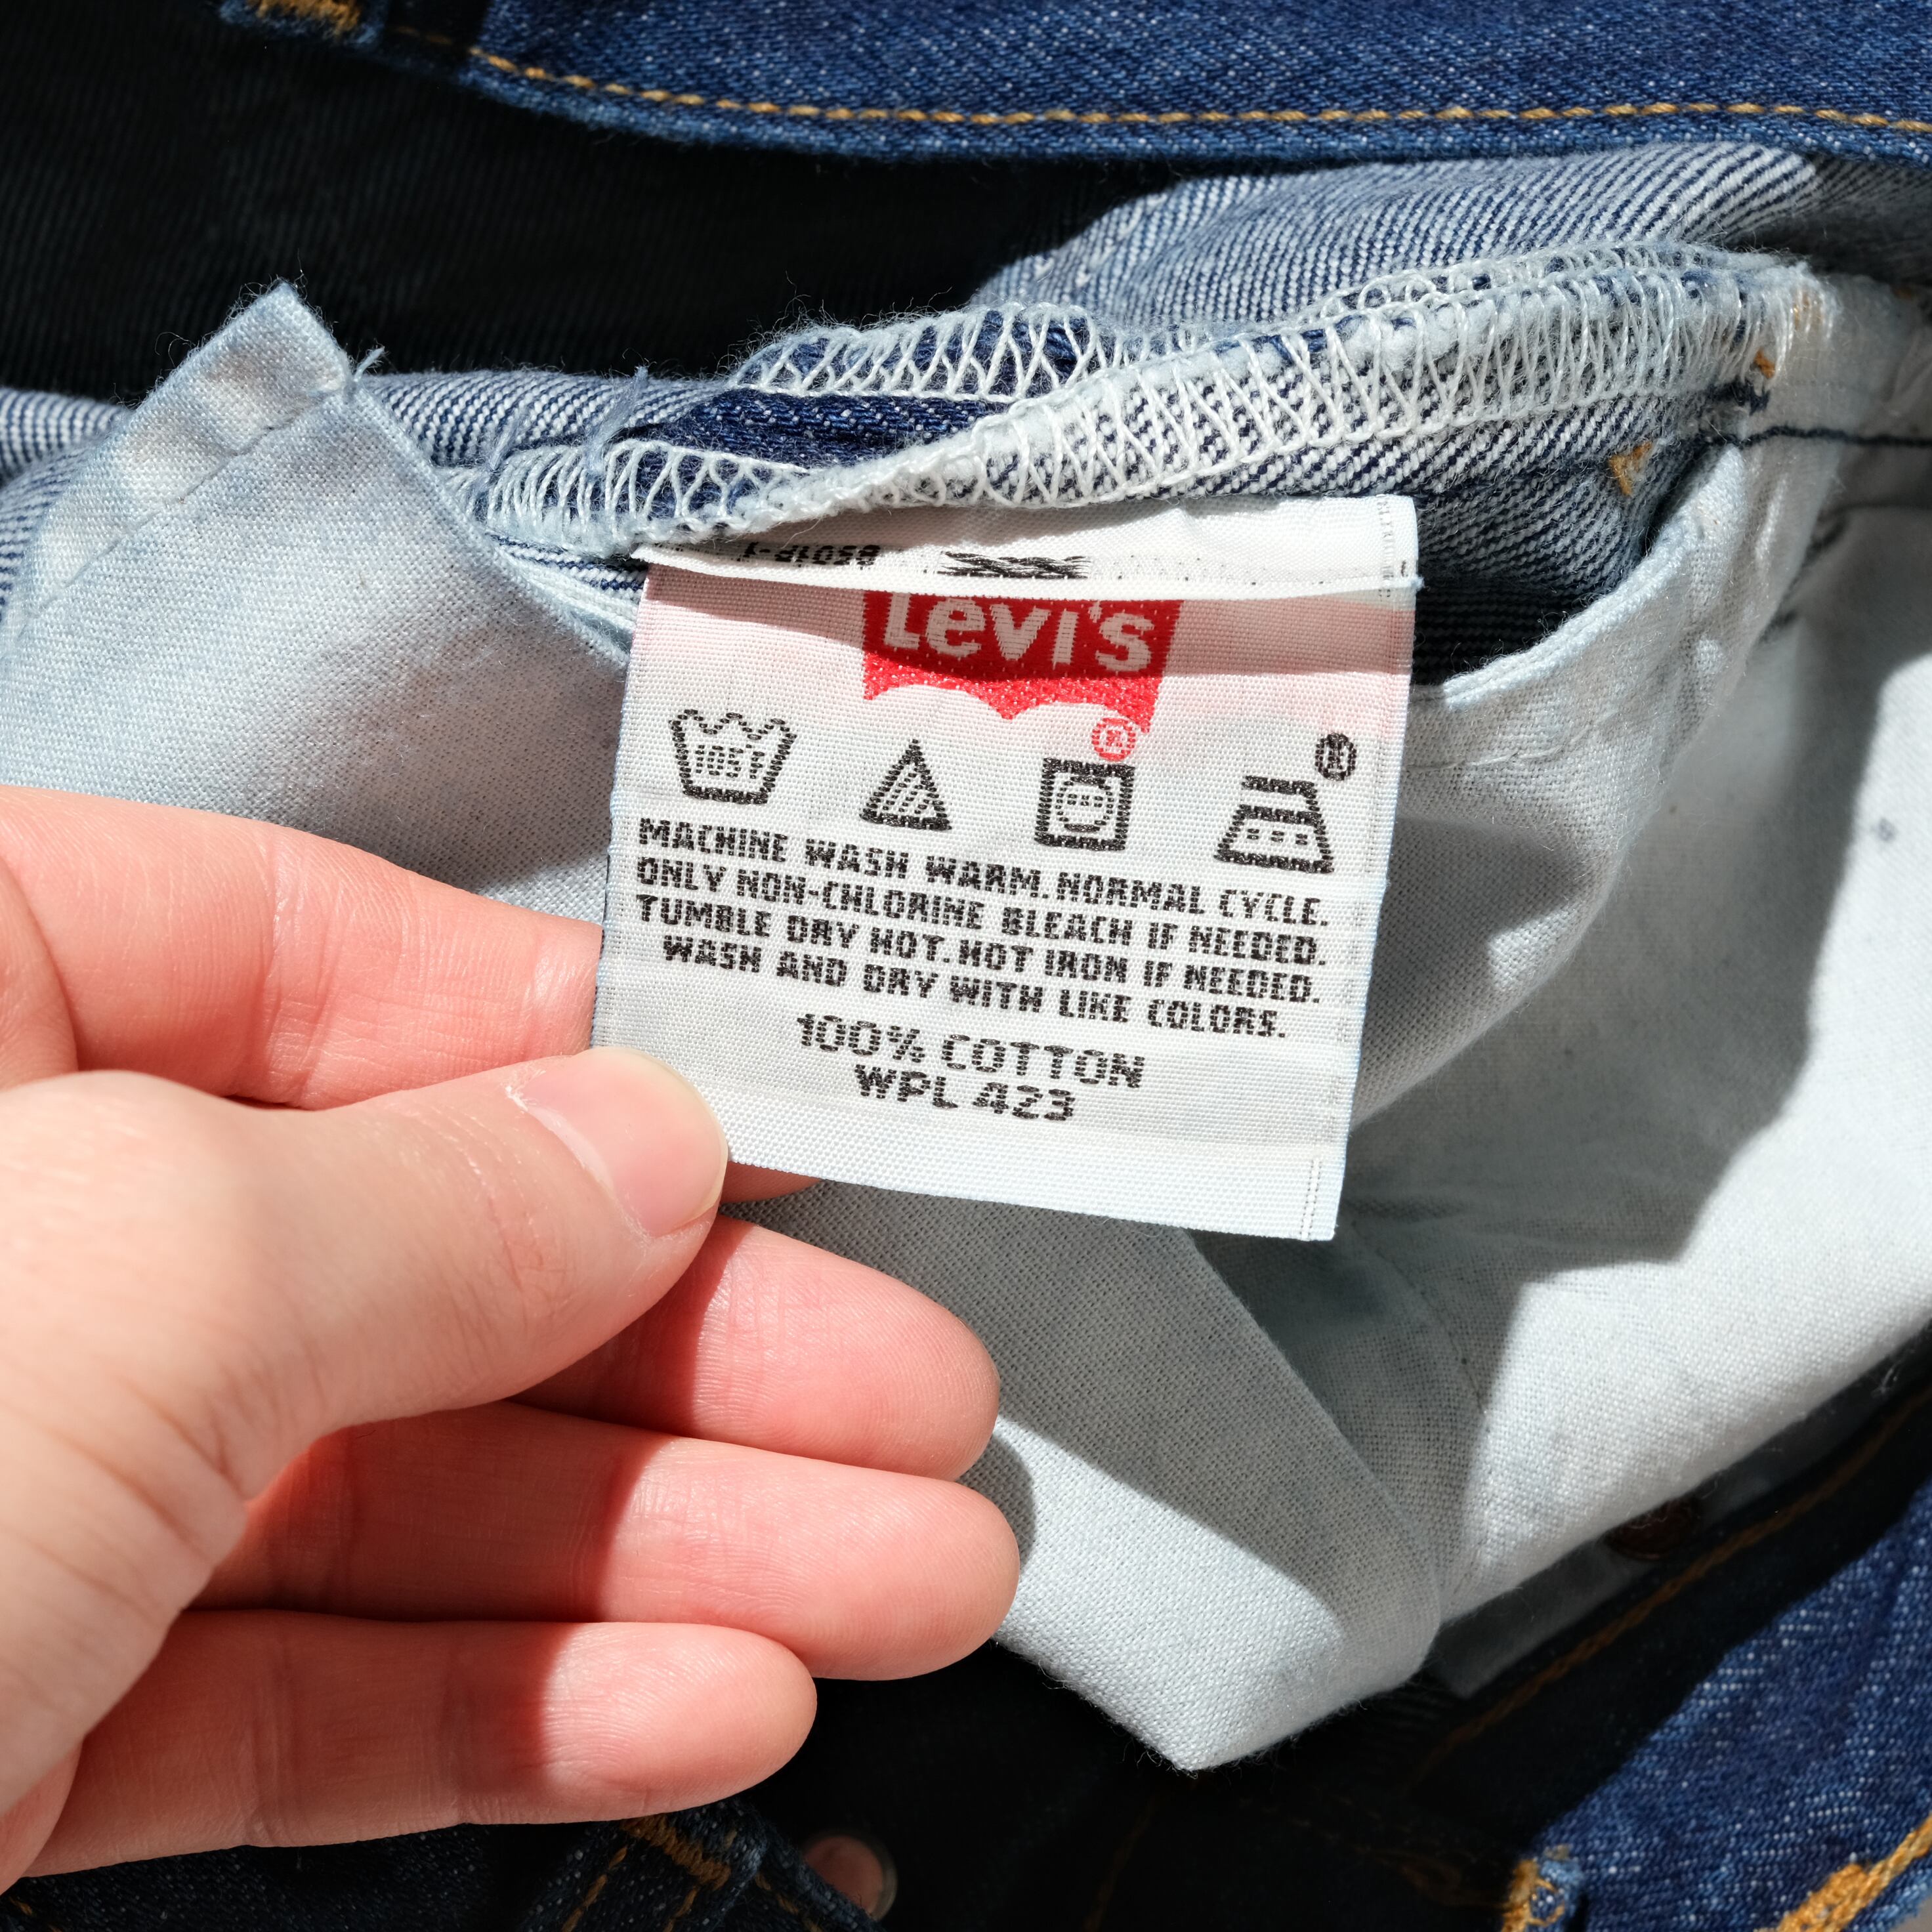 Levi's
®
®
105°F
MACHINE WASH WARM. NORMAL CYCLE.
ONLY NON-CHLORINE BLEACH IF NEEDED.
TUMBLE DRY HOT. HOT IRON IF NEEDED.
WASH AND DRY WITH LIKE COLORS.
100% COTTON
WPL 423